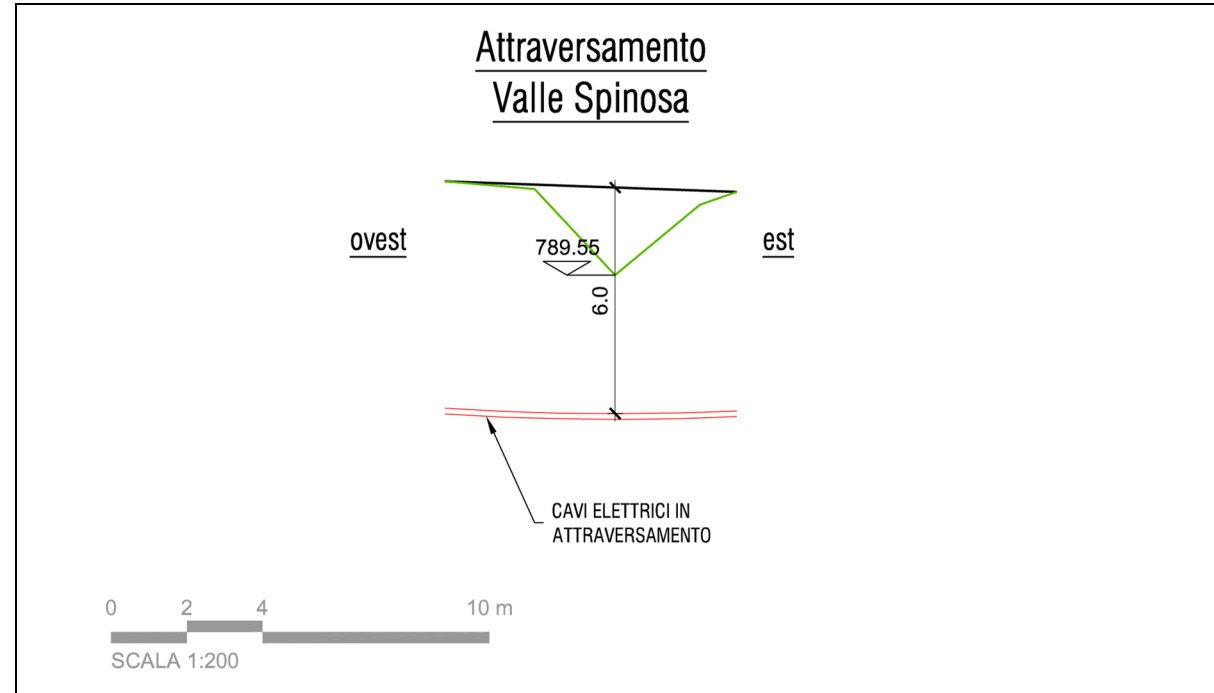 Attraversamento
Valle Spinosa
ovest
789.55
est
6.0
CAVI ELETTRICI IN
ATTRAVERSAMENTO
0 2 4 10 m
SCALA 1:200